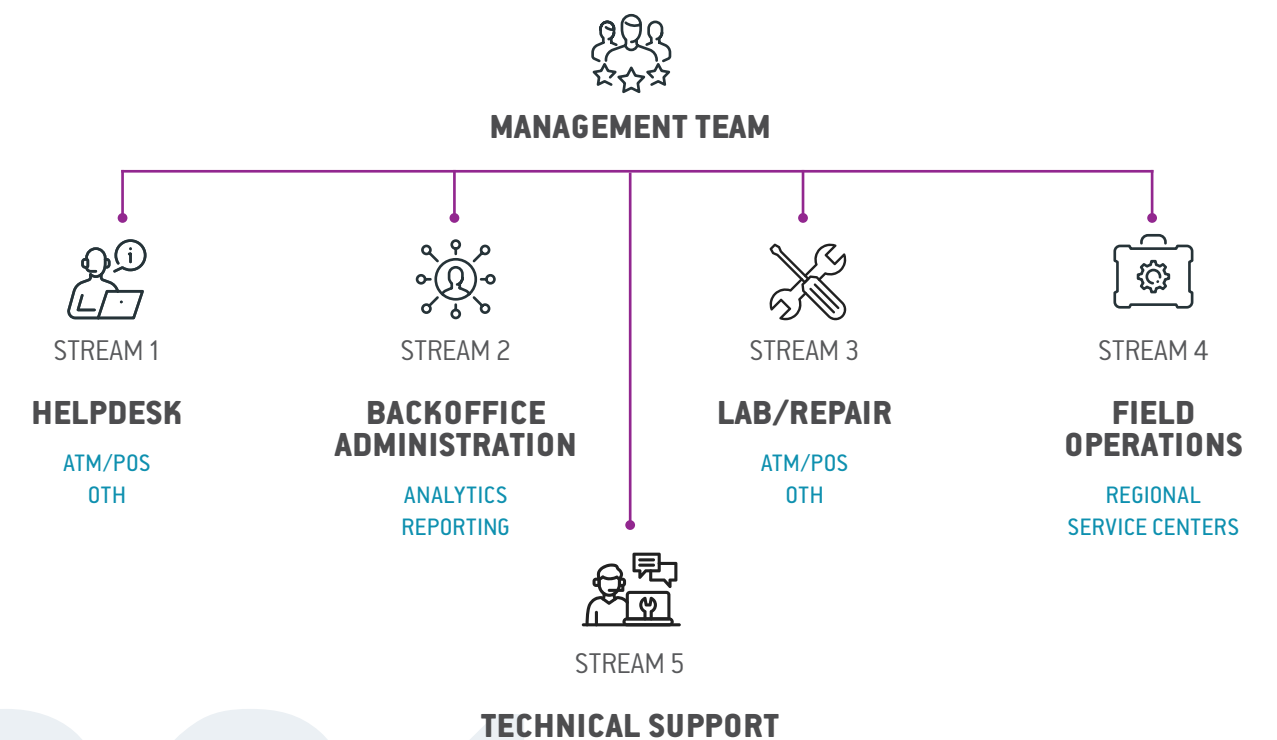 MANAGEMENT TEAM
STREAM 1
HELPDESK
ATM/POS
OTH
STREAM 2
BACKOFFICE
ADMINISTRATION
ANALYTICS
REPORTING
STREAM 3
LAB/REPAIR
ATM/POS
OTH
STREAM 4
FIELD
OPERATIONS
REGIONAL
SERVICE CENTERS
STREAM 5
TECHNICAL SUPPORT